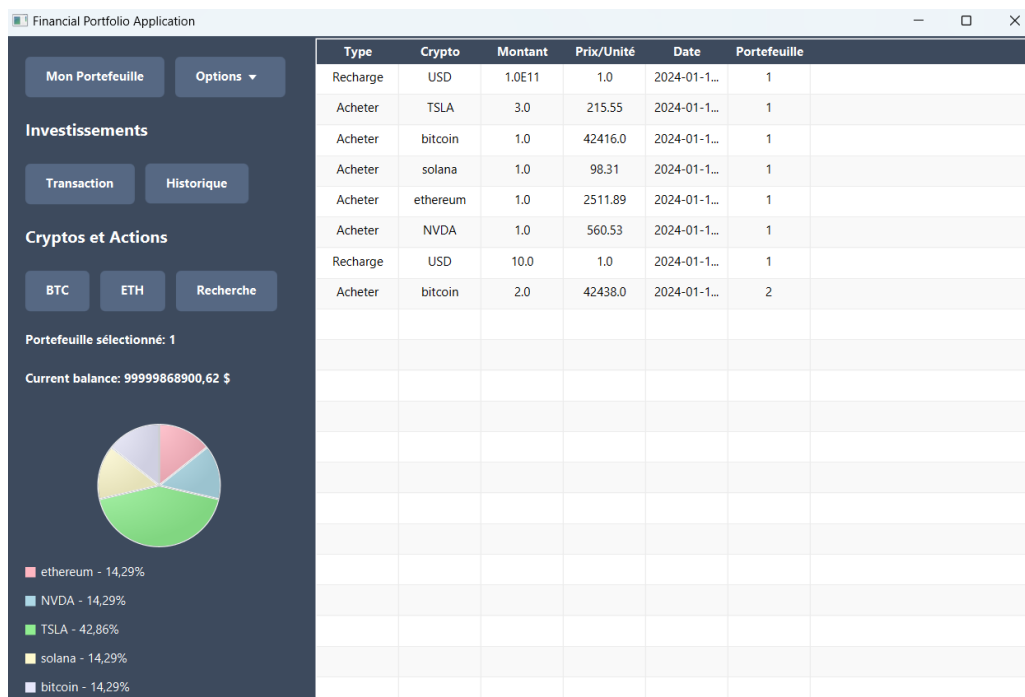 Financial Portfolio Application
Mon Portefeuille
Options
Investissements
Transaction
Historique
Cryptos et Actions
BTC
ETH
Recherche
Portefeuille sélectionné: 1
Current balance: 99999868900,62 $
ethereum - 14,29%
NVDA - 14,29%
TSLA - 42,86%
solana - 14,29%
bitcoin - 14,29%
Type Crypto Montant Prix/Unité Date Portefeuille
Recharge USD 1.0E11 1.0 2024-01-1... 1
Acheter TSLA 3.0 215.55 2024-01-1... 1
Acheter bitcoin 1.0 42416.0 2024-01-1... 1
Acheter solana 1.0 98.31 2024-01-1... 1
Acheter ethereum 1.0 2511.89 2024-01-1... 1
Acheter NVDA 1.0 560.53 2024-01-1... 1
Recharge USD 10.0 1.0 2024-01-1... 1
Acheter bitcoin 2.0 42438.0 2024-01-1... 2